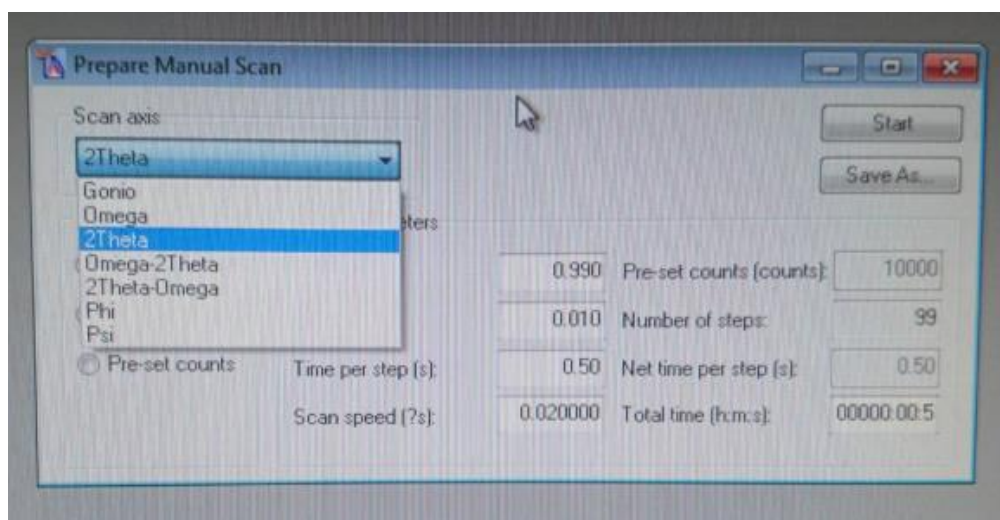 Prepare Manual Scan
Scan axis
Start
2Theta
Save As...
Gonio
Omega
2Theta
Omega-2Theta
2Theta-Omega
Phi
Psi
0.990 Pre-set counts (counts): 10000
0.010 Number of steps: 99
Pre-set counts Time per step (s): 0.50 Net time per step (s): 0.50
Scan speed (?s): 0.020000 Total time (h:m:s): 00000:00:5